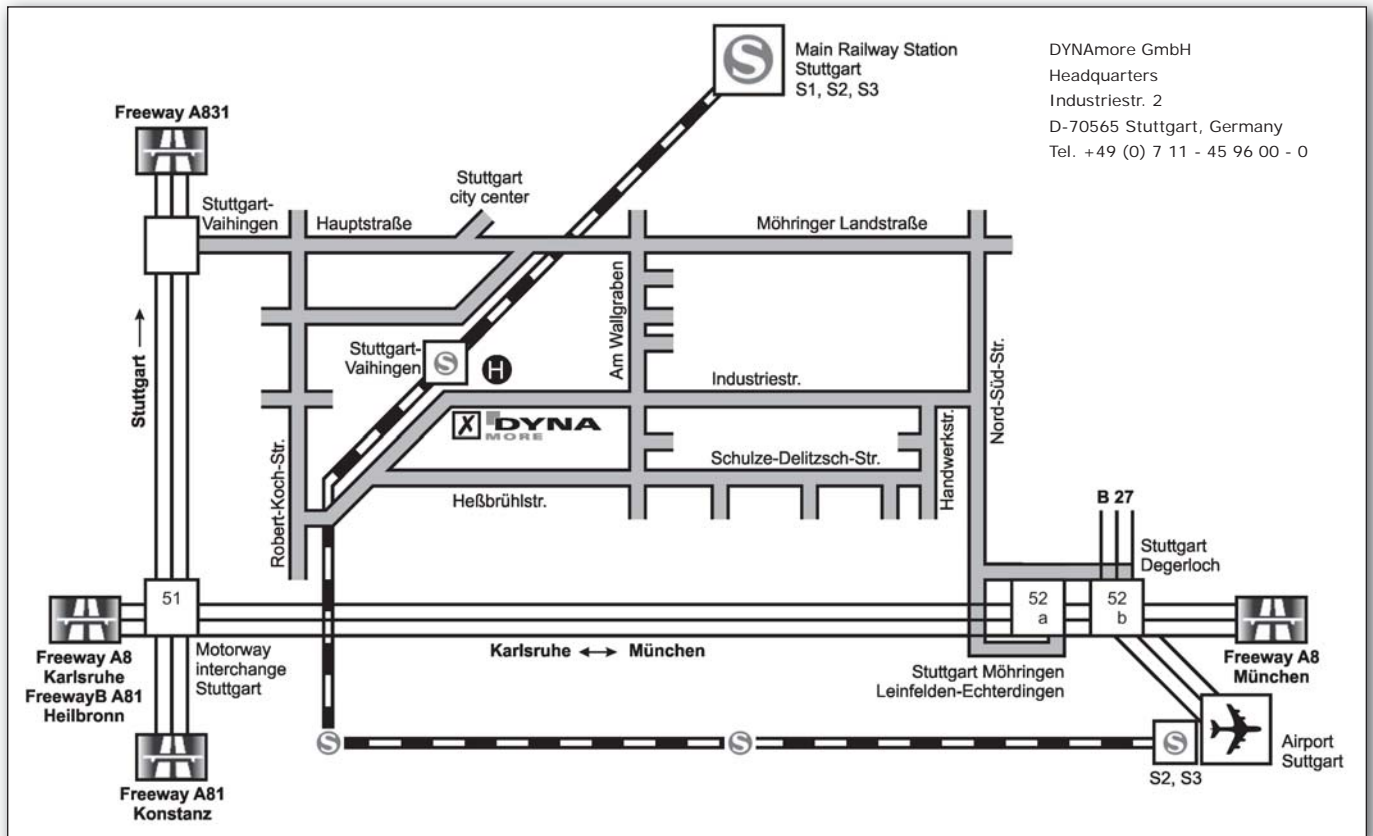 Main Railway Station
Stuttgart
S1, S2, S3
S
DYNAmore GmbH
Headquarters
Industriestr. 2
D-70565 Stuttgart, Germany
Tel. +49 (0) 7 11 - 45 96 00 - 0
Freeway A831
Stuttgart
city center
Stuttgart-
Vaihingen
Hauptstraße
Möhringer Landstraße
Stuttgart
Am Wallgraben
Stuttgart-
Vaihingen
S
H
Industriestr.
Nord-Süd-Str.
X
DYNA
MORE
Robert-Koch-Str.
Schulze-Delitzsch-Str.
Handwerkstr.
Heßbrühlstr.
B 27
Stuttgart
Degerloch
51
52
a
52
b
Freeway A8
Karlsruhe
FreewayB A81
Heilbronn
Motorway
interchange
Stuttgart
Karlsruhe ↔ München
Stuttgart Möhringen
Leinfelden-Echterdingen
Freeway A8
München
S
S
S
S2, S3
Airport
Suttgart
Freeway A81
Konstanz